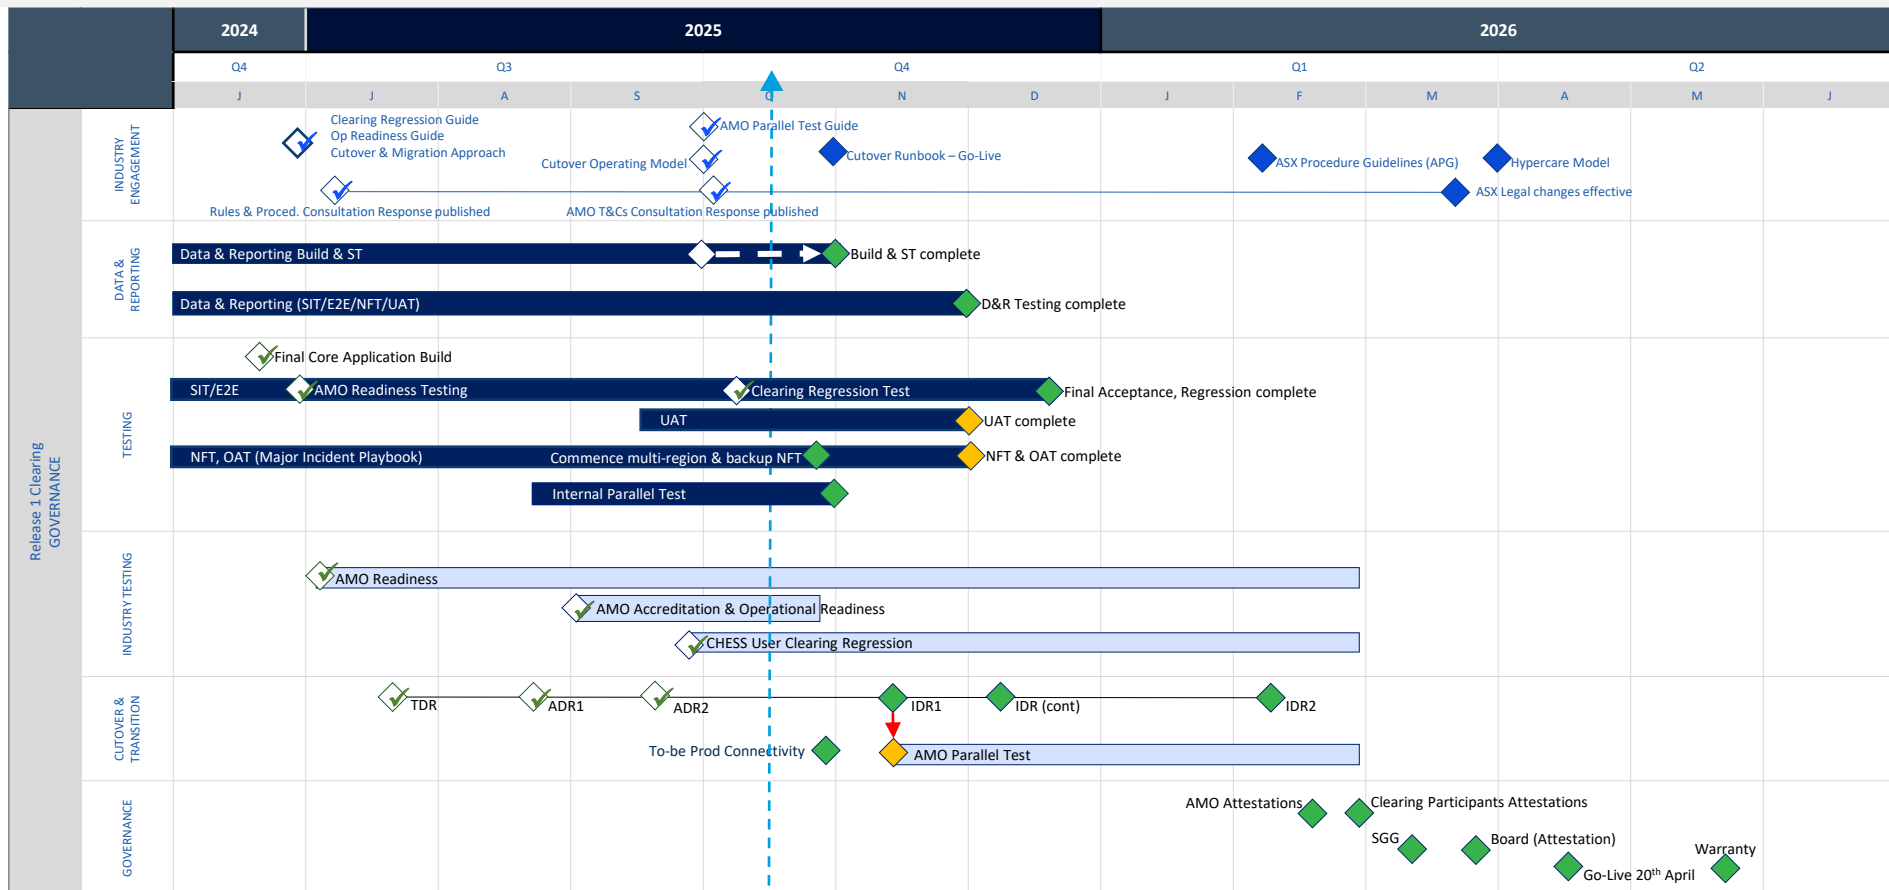 2024
2025
2026
Q4
Q3
Q4
Q1
Q2
J
J
A
S
O
N
D
J
F
M
A
M
J
Release 1 Clearing
GOVERNANCE
INDUSTRY
ENGAGEMENT
Clearing Regression Guide
Op Readiness Guide
Cutover & Migration Approach
AMO Parallel Test Guide
Cutover Operating Model
Cutover Runbook – Go-Live
ASX Procedure Guidelines (APG)
Hypercare Model
ASX Legal changes effective
Rules & Proced. Consultation Response published
AMO T&Cs Consultation Response published
DATA &
REPORTING
Data & Reporting Build & ST
Build & ST complete
Data & Reporting (SIT/E2E/NFT/UAT)
D&R Testing complete
TESTING
Final Core Application Build
SIT/E2E
AMO Readiness Testing
Clearing Regression Test
Final Acceptance, Regression complete
UAT
UAT complete
NFT, OAT (Major Incident Playbook)
Commence multi-region & backup NFT
NFT & OAT complete
Internal Parallel Test
INDUSTRY TESTING
AMO Readiness
AMO Accreditation & Operational Readiness
CHESS User Clearing Regression
CUTOVER &
TRANSITION
TDR
ADR1
ADR2
IDR1
IDR (cont)
IDR2
To-be Prod Connectivity
AMO Parallel Test
GOVERNANCE
AMO Attestations
Clearing Participants Attestations
SGG
Board (Attestation)
Warranty
Go-Live 20th April